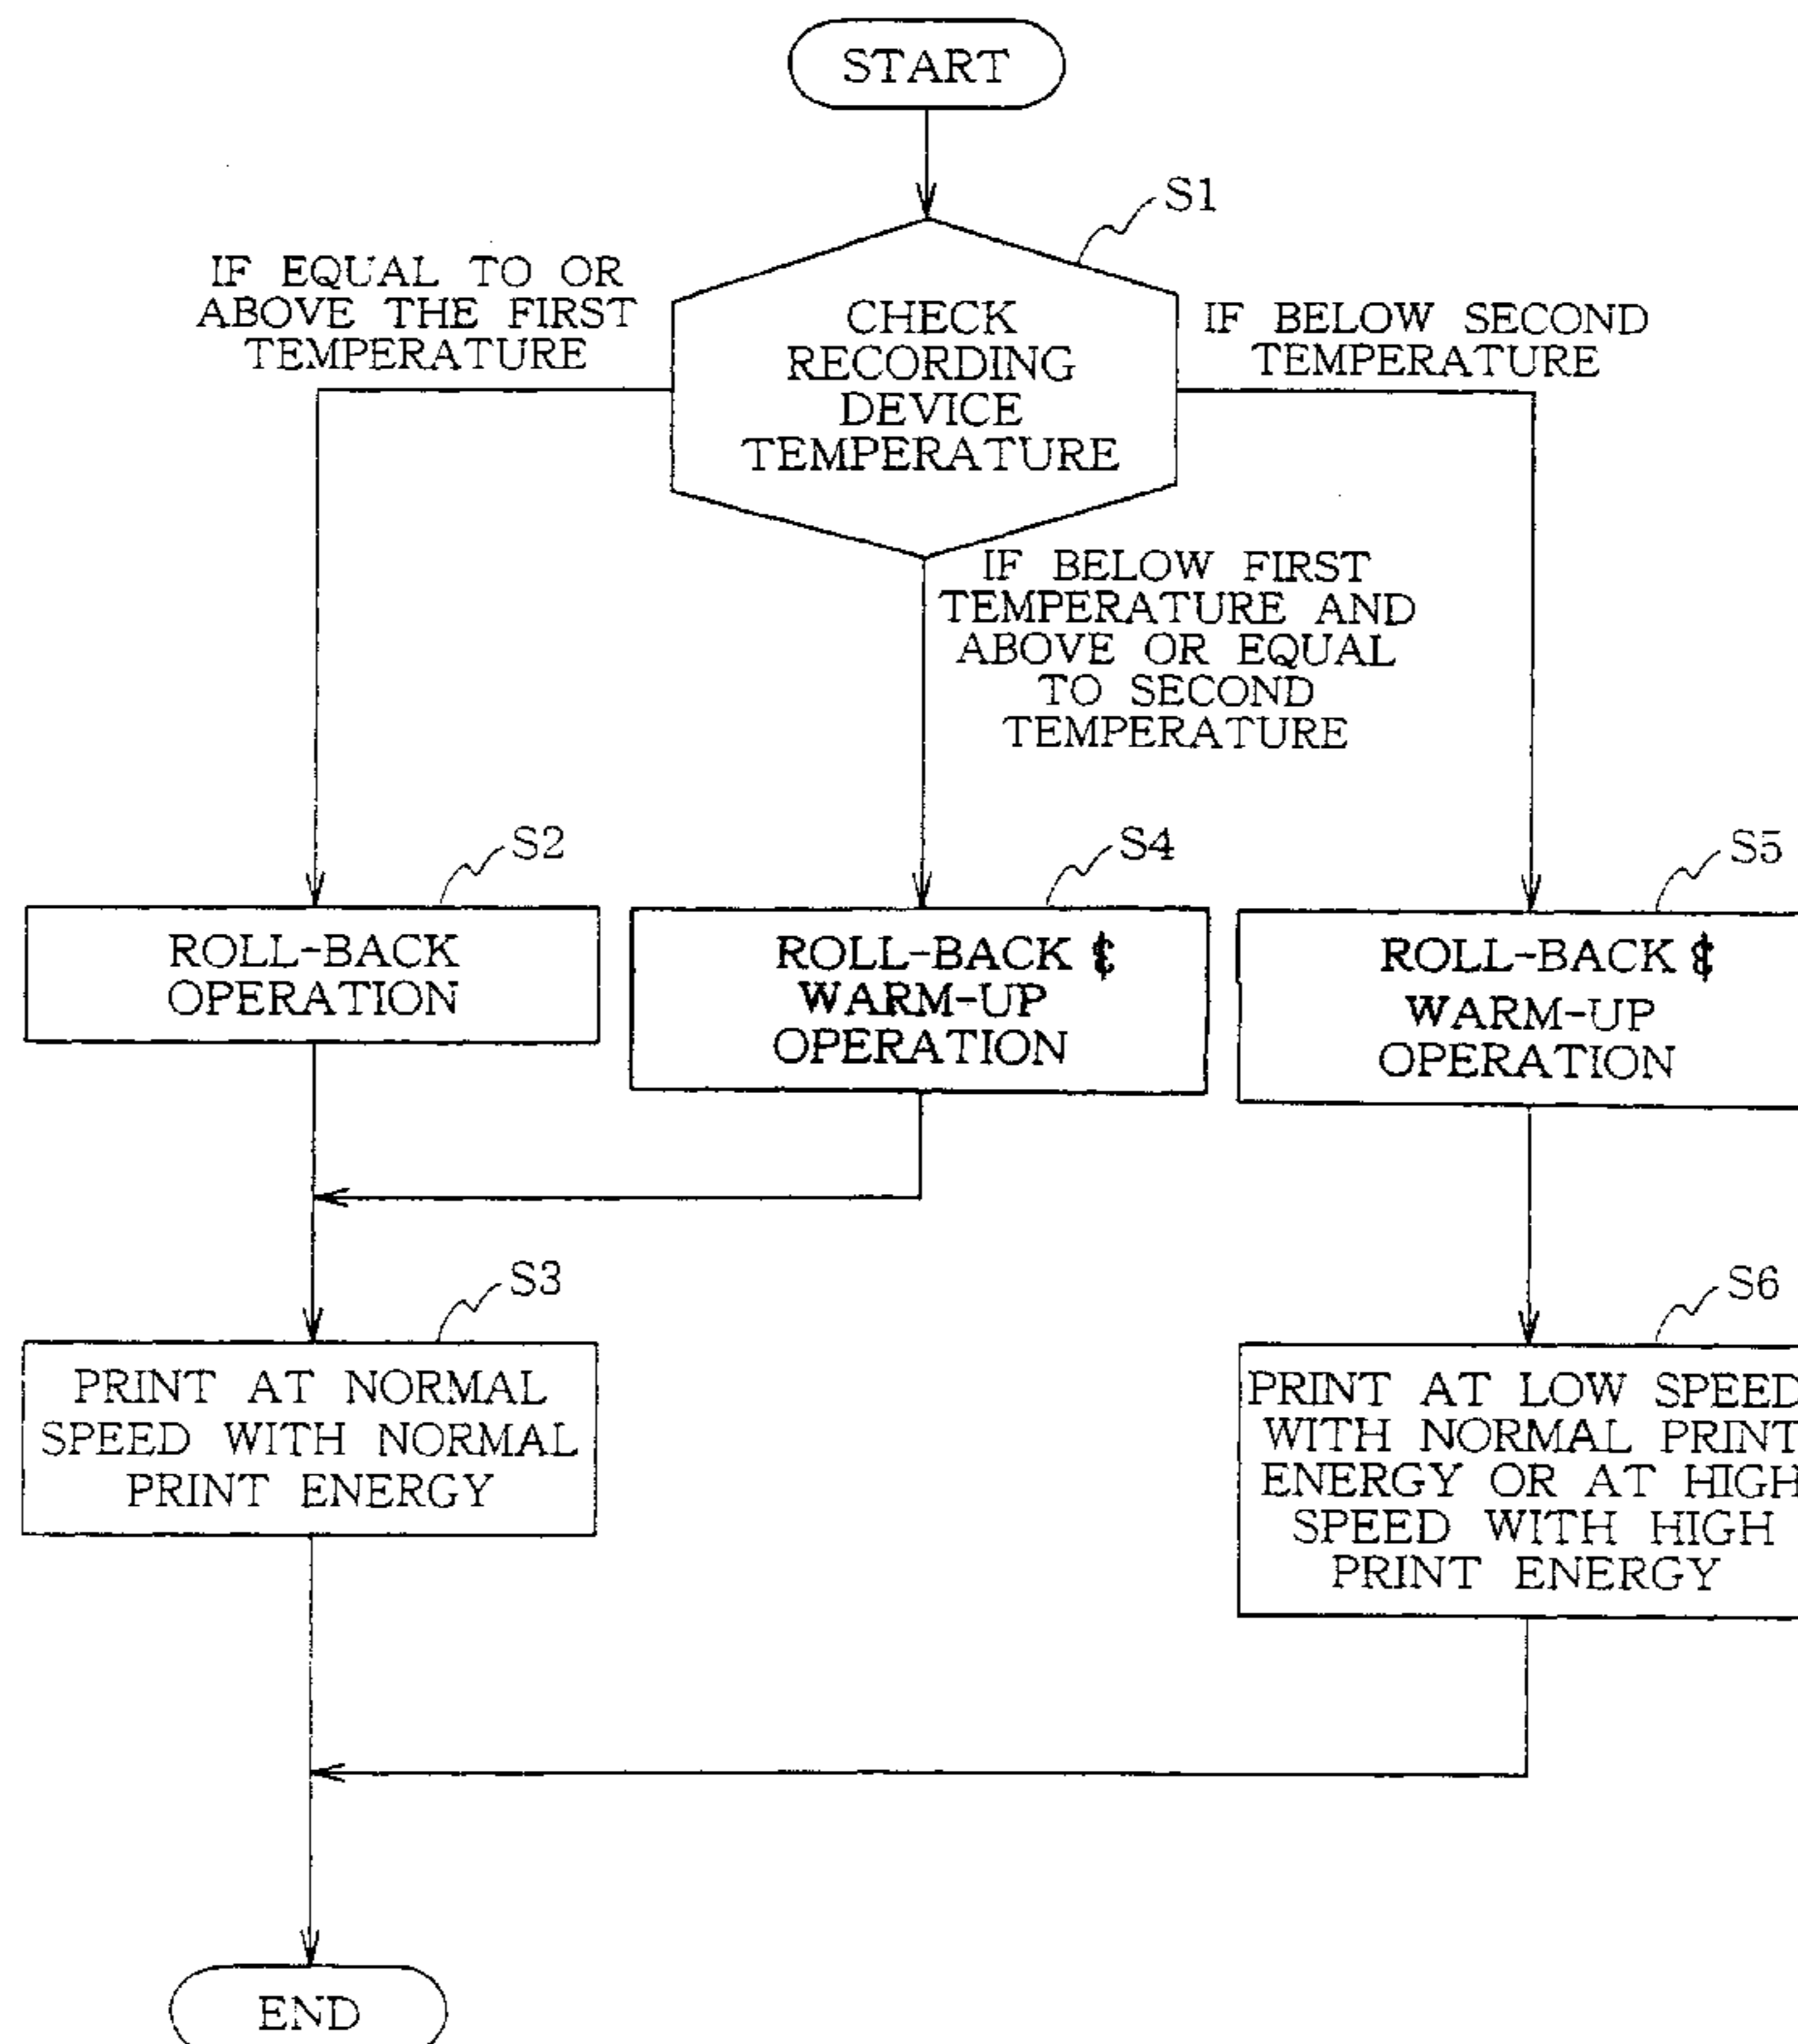 START
S1
IF EQUAL TO OR
ABOVE THE FIRST
TEMPERATURE
CHECK
RECORDING
DEVICE
TEMPERATURE
IF BELOW SECOND
TEMPERATURE
IF BELOW FIRST
TEMPERATURE AND
ABOVE OR EQUAL
TO SECOND
TEMPERATURE
S2
ROLL-BACK
OPERATION
S4
ROLL-BACK &
WARM-UP
OPERATION
S5
ROLL-BACK &
WARM-UP
OPERATION
S3
PRINT AT NORMAL
SPEED WITH NORMAL
PRINT ENERGY
S6
PRINT AT LOW SPEED
WITH NORMAL PRINT
ENERGY OR AT HIGH
SPEED WITH HIGH
PRINT ENERGY
END